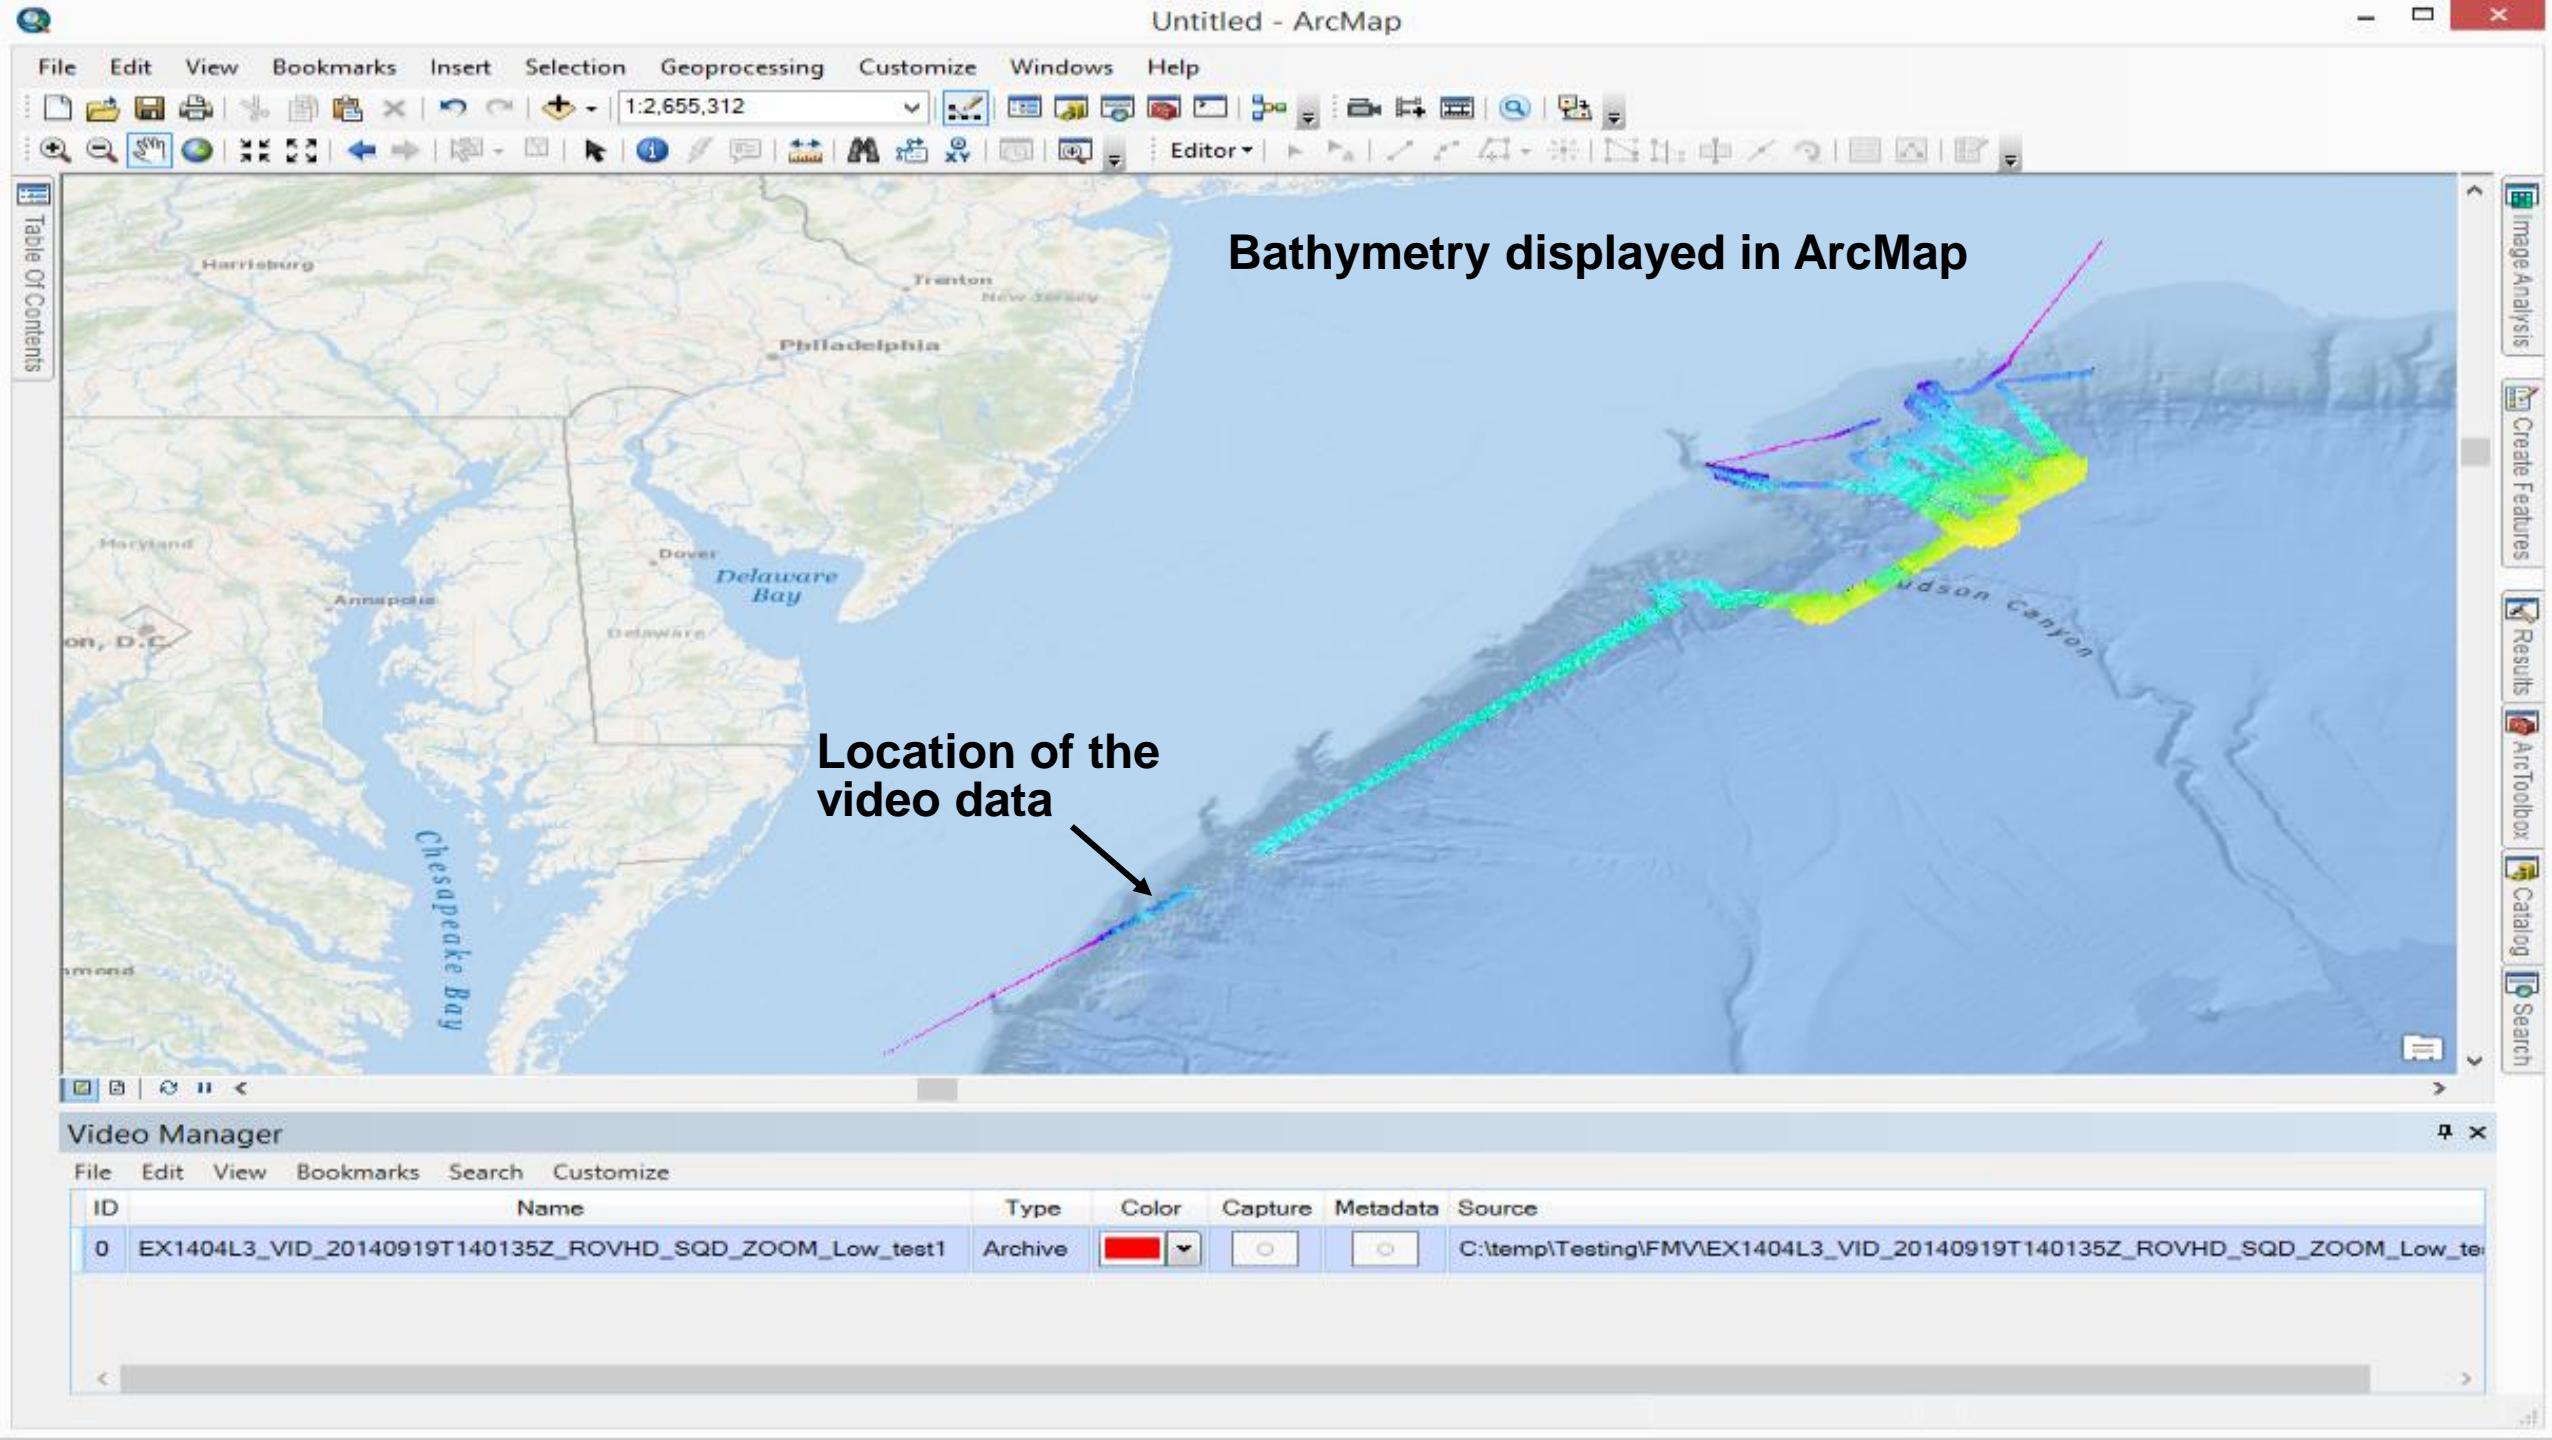 Untitled - ArcMap
File Edit View Bookmarks Insert Selection Geoprocessing Customize Windows Help
1:2,655,312
Editor
Table Of Contents
Harrisburg
Trenton
New Jersey
Philadelphia
Maryland
Dover
Delaware
Bay
Annapolis
on, D.C.
Delaware
Chesapeake Bay
mond
udson Canyon
Bathymetry displayed in ArcMap
Location of the
video data
Image Analysis
Create Features
Results
ArcToolbox
Catalog
Search
Video Manager
File Edit View Bookmarks Search Customize
ID Name Type Color Capture Metadata Source
0 EX1404L3_VID_20140919T140135Z_ROVHD_SQD_ZOOM_Low_test1 Archive C:\temp\Testing\FMV\EX1404L3_VID_20140919T140135Z_ROVHD_SQD_ZOOM_Low_te